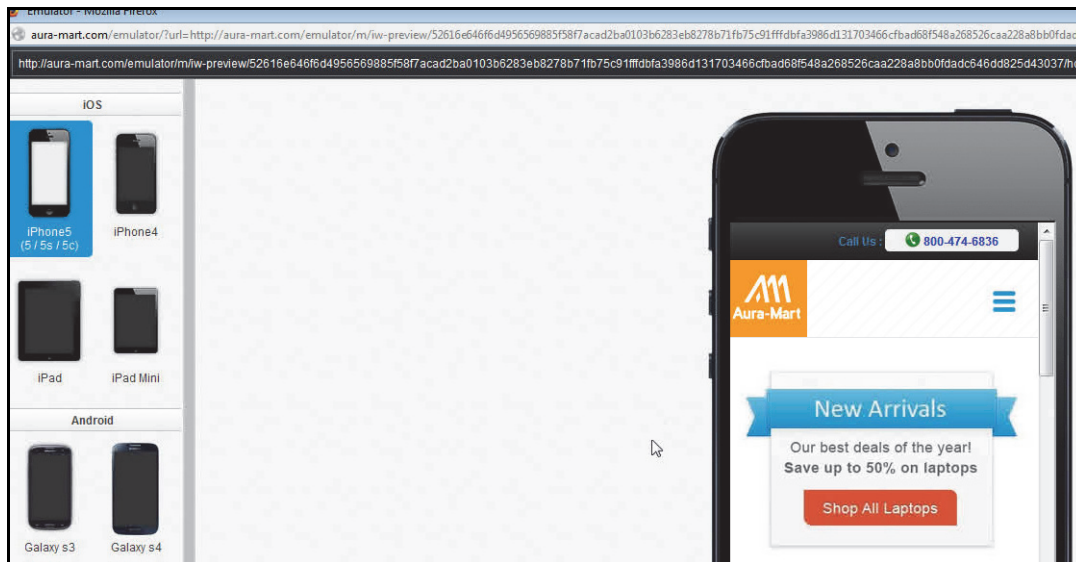 Emulator - Mozilla Firefox
aura-mart.com/emulator/?url=http://aura-mart.com/emulator/m/iw-preview/52616e646f6d4956569885f58f7acad2ba0103b6283eb8278b71fb75c91fffdbfa3986d131703466cfbad68f548a268526caa228a8bb0fdad
http://aura-mart.com/emulator/m/iw-preview/52616e646f6d4956569885f58f7acad2ba0103b6283eb8278b71fb75c91fffdbfa3986d131703466cfbad68f548a268526caa228a8bb0fdadc646dd825d43037/ho
iOS
iPhone5
(5 / 5s / 5c)
iPhone4
iPad
iPad Mini
Android
Galaxy s3
Galaxy s4
Call Us : 800-474-6836
AM
Aura-Mart
New Arrivals
Our best deals of the year!
Save up to 50% on laptops
Shop All Laptops